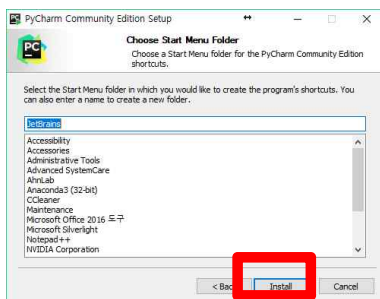 PyCharm Community Edition Setup
PC
Choose Start Menu Folder
Choose a Start Menu folder for the PyCharm Community Edition
shortcuts.
Select the Start Menu folder in which you would like to create the program's shortcuts. You
can also enter a name to create a new folder.
JetBrains
Accessibility
Accessories
Administrative Tools
Advanced SystemCare
AhnLab
Anaconda3 (32-bit)
CCleaner
Maintenance
Microsoft Office 2016 도구
Microsoft Silverlight
Notepad++
NVIDIA Corporation
< Bac Install Cancel